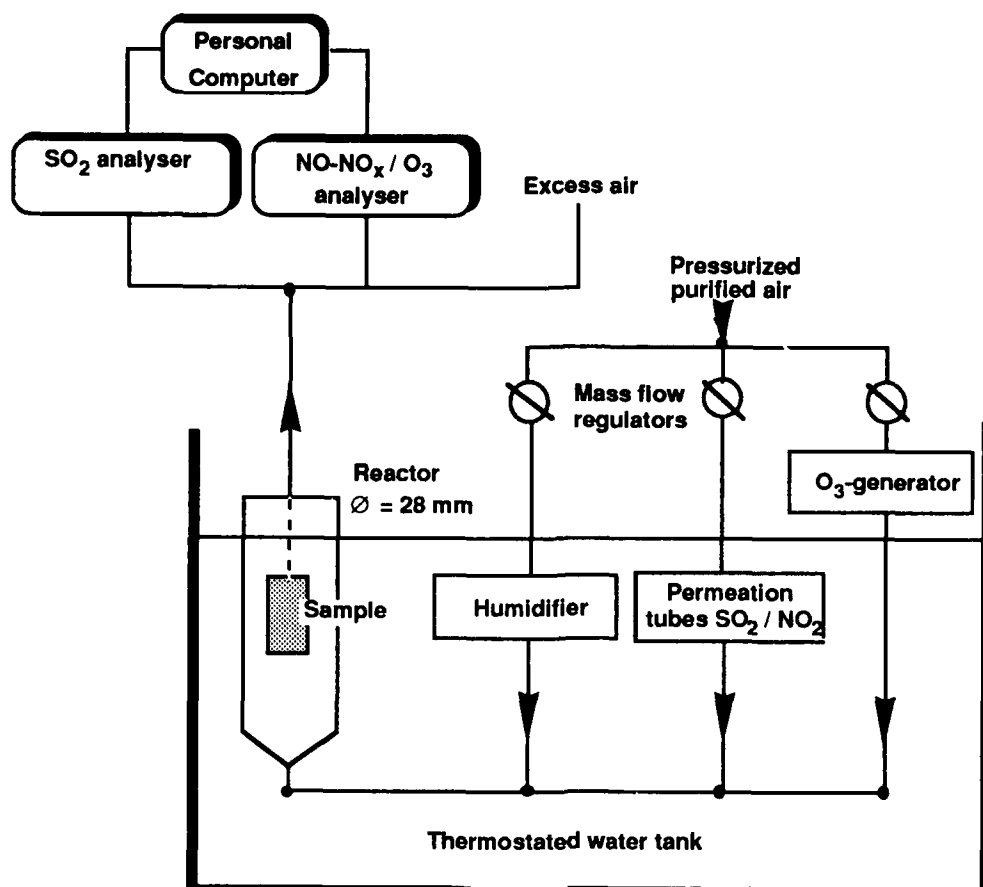 Personal
Computer
SO2 analyser
NO-NOx / O3
analyser
Excess air
Pressurized
purified air
Mass flow
regulators
Reactor
Ø = 28 mm
O3-generator
Sample
Humidifier
Permeation
tubes SO2 / NO2
Thermostated water tank